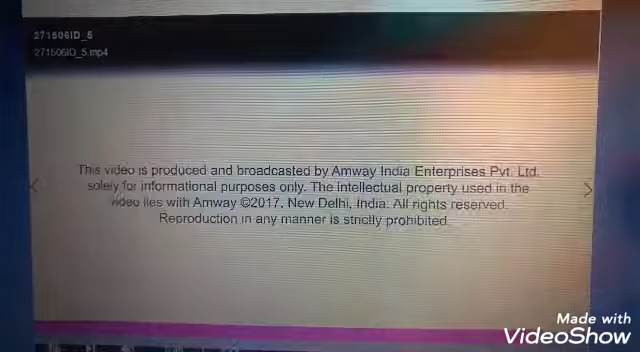 271506ID_5
271506ID_5.mp4
This video is produced and broadcasted by Amway India Enterprises Pvt. Ltd.
solely for informational purposes only. The intellectual property used in the
video lies with Amway ©2017, New Delhi, India. All rights reserved.
Reproduction in any manner is strictly prohibited.
Made with
VideoShow